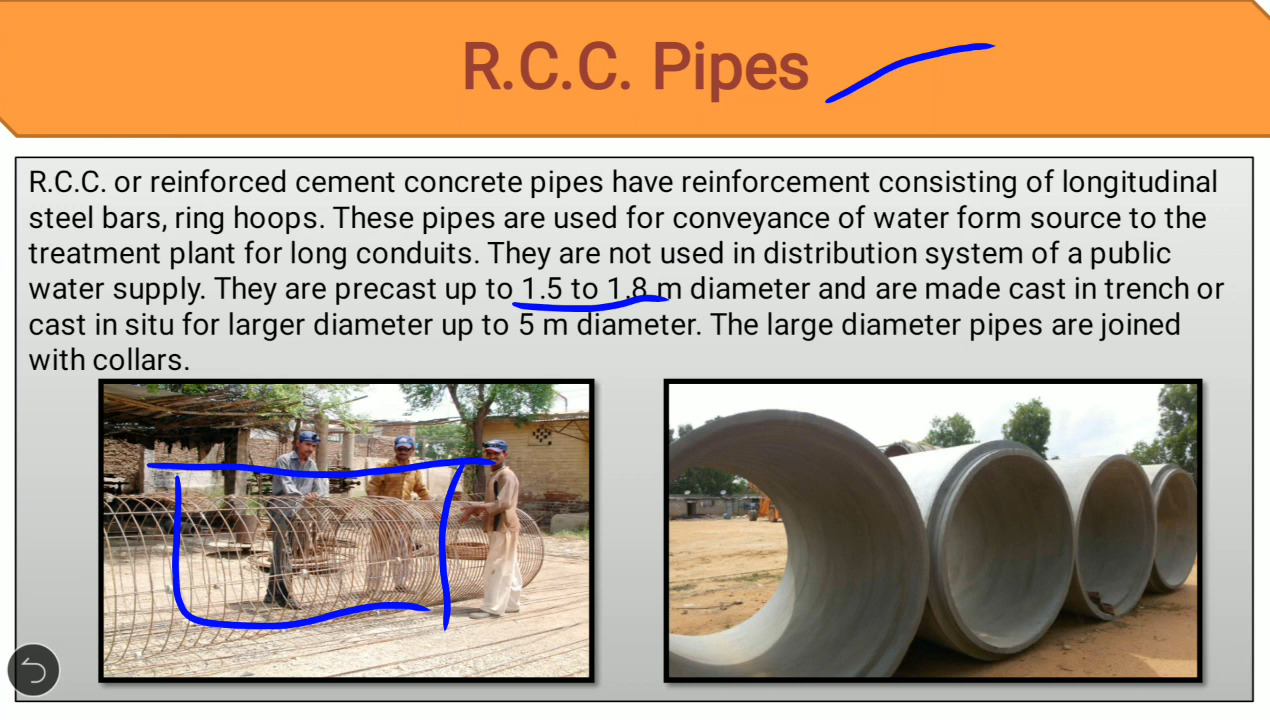 R.C.C. Pipes
R.C.C. or reinforced cement concrete pipes have reinforcement consisting of longitudinal
steel bars, ring hoops. These pipes are used for conveyance of water form source to the
treatment plant for long conduits. They are not used in distribution system of a public
water supply. They are precast up to 1.5 to 1.8 m diameter and are made cast in trench or
cast in situ for larger diameter up to 5 m diameter. The large diameter pipes are joined
with collars.